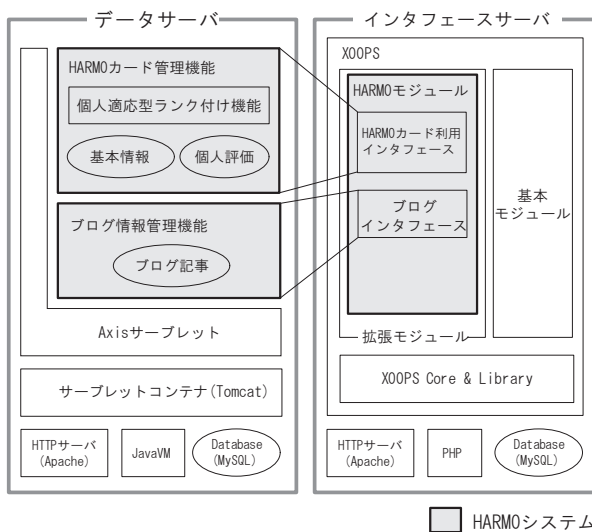 データサーバ
HARMOカード管理機能
個人適応型ランク付け機能
基本情報
個人評価
ブログ情報管理機能
ブログ記事
Axisサーブレット
サーブレットコンテナ(Tomcat)
HTTPサーバ
(Apache)
JavaVM
Database
(MySQL)
インタフェースサーバ
XOOPS
HARMOモジュール
HARMOカード利用
インタフェース
ブログ
インタフェース
拡張モジュール
基本
モジュール
XOOPS Core & Library
HTTPサーバ
(Apache)
PHP
Database
(MySQL)
HARMOシステム